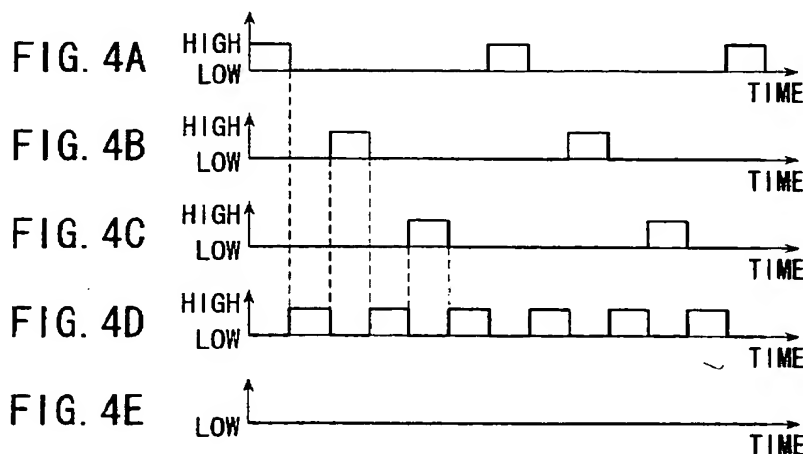 FIG. 4A
HIGH
LOW
TIME
FIG. 4B
HIGH
LOW
TIME
FIG. 4C
HIGH
LOW
TIME
FIG. 4D
HIGH
LOW
TIME
FIG. 4E
LOW
TIME